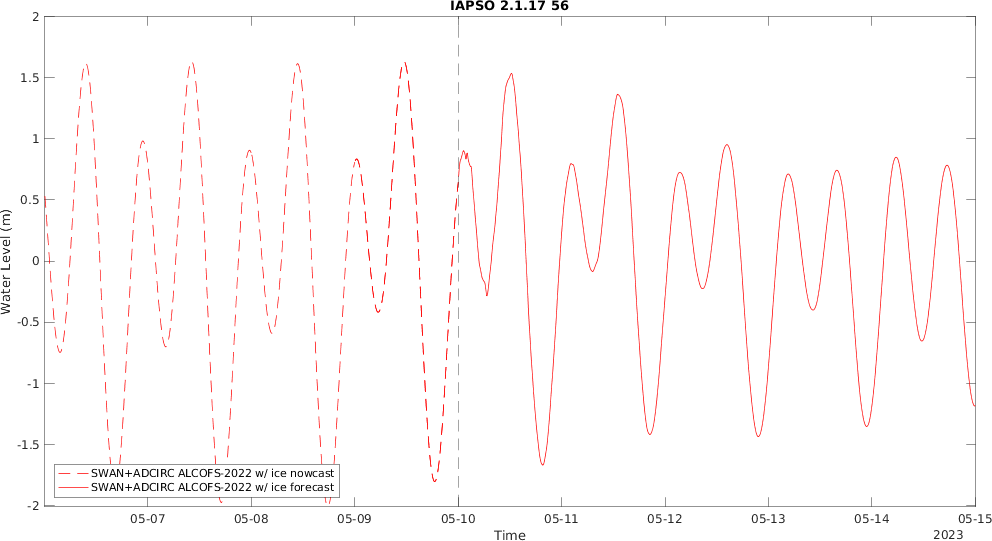 IAPSO 2.1.17 56
2
1.5
1
0.5
0
-0.5
-1
-1.5
-2
Water Level (m)
SWAN+ADCIRC ALCOFS-2022 w/ ice nowcast
SWAN+ADCIRC ALCOFS-2022 w/ ice forecast
05-07 05-08 05-09 05-10 05-11 05-12 05-13 05-14 05-15
Time
2023